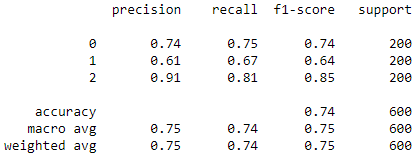 precision recall f1-score support
0 0.74 0.75 0.74 200
1 0.61 0.67 0.64 200
2 0.91 0.81 0.85 200
accuracy 0.74 600
macro avg 0.75 0.74 0.75 600
weighted avg 0.75 0.74 0.75 600